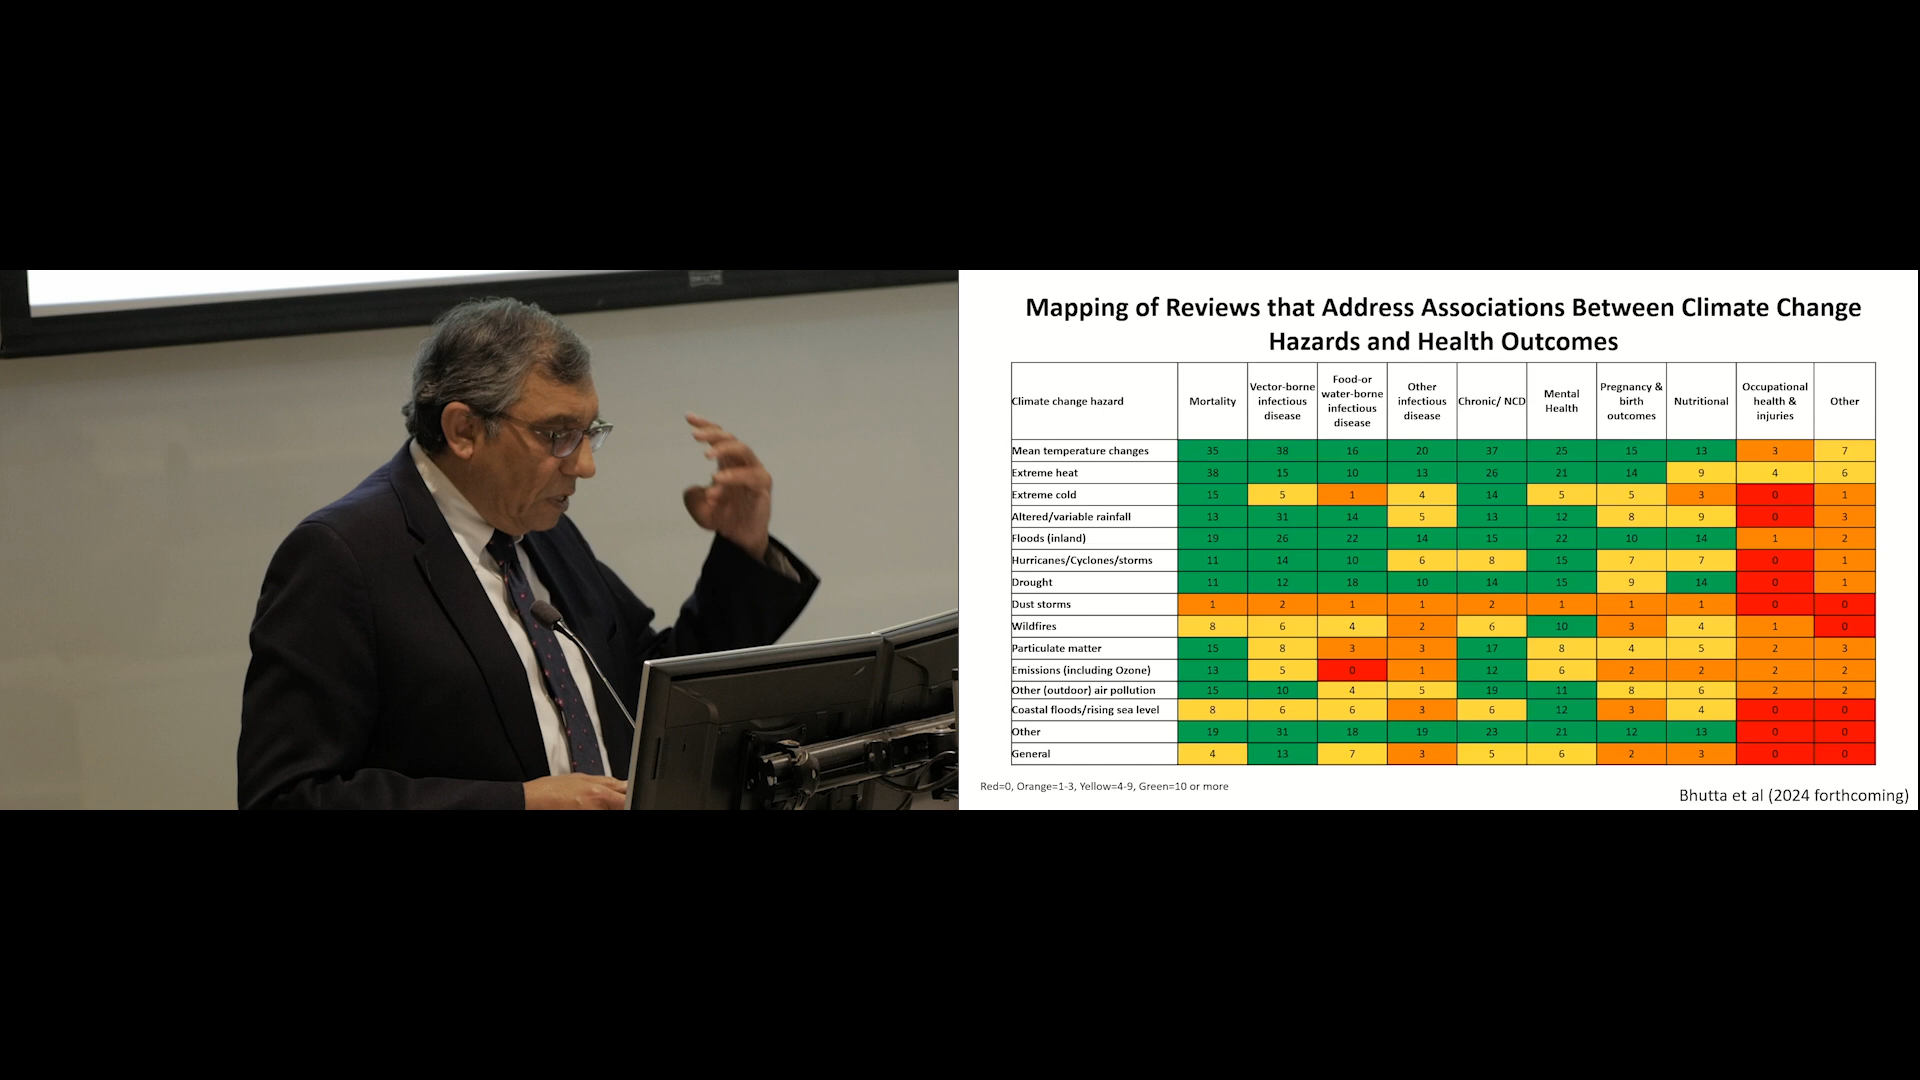 Mapping of Reviews that Address Associations Between Climate Change
Hazards and Health Outcomes
Climate change hazard Mortality Vector-borne infectious disease Food-or water-borne infectious disease Other infectious disease Chronic/ NCD Mental Health Pregnancy & birth outcomes Nutritional Occupational health & injuries Other
Mean temperature changes 35 38 16 20 37 25 15 13 3 7
Extreme heat 38 15 10 13 26 21 14 9 4 6
Extreme cold 15 5 1 4 14 5 5 3 0 1
Altered/variable rainfall 13 31 14 5 13 12 8 9 0 3
Floods (inland) 19 26 22 14 15 22 10 14 1 2
Hurricanes/Cyclones/storms 11 14 10 6 8 15 7 7 0 1
Drought 11 12 18 10 14 15 9 14 0 1
Dust storms 1 2 1 1 2 1 1 1 0 0
Wildfires 8 6 4 2 6 10 3 4 1 0
Particulate matter 15 8 3 3 17 8 4 5 2 3
Emissions (including Ozone) 13 5 0 1 12 6 2 2 2 2
Other (outdoor) air pollution 15 10 4 5 19 11 8 6 2 2
Coastal floods/rising sea level 8 6 6 3 6 12 3 4 0 0
Other 19 31 18 19 23 21 12 13 0 0
General 4 13 7 3 5 6 2 3 0 0
Red=0, Orange=1-3, Yellow=4-9, Green=10 or more
Bhutta et al (2024 forthcoming)